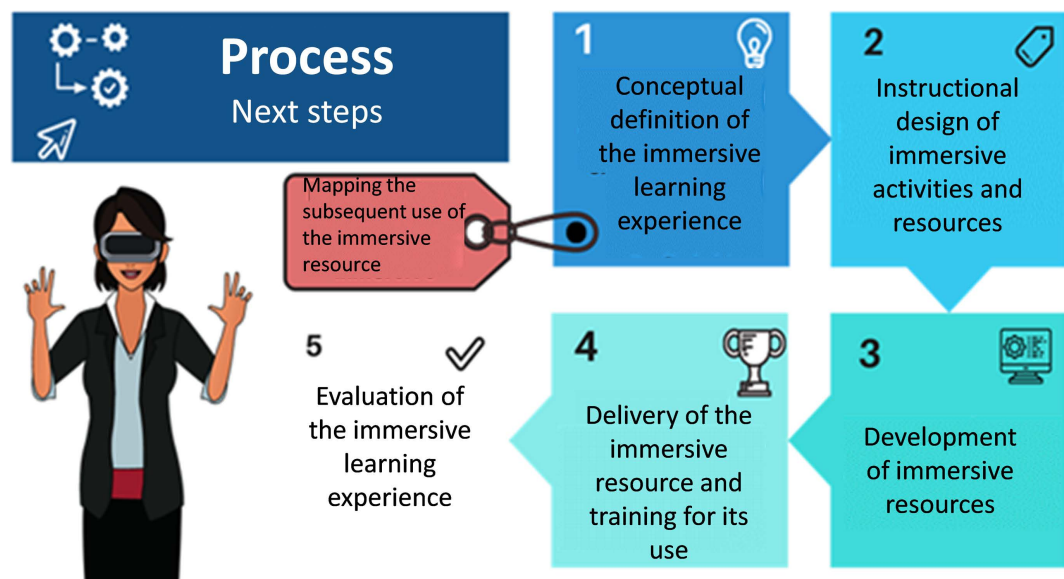 Process
Next steps
1
Conceptual
definition of
the immersive
learning
experience
2
Instructional
design of
immersive
activities and
resources
Mapping the
subsequent use of
the immersive
resource
3
Development
of immersive
resources
4
Delivery of the
immersive
resource and
training for its
use
5
Evaluation of
the immersive
learning
experience